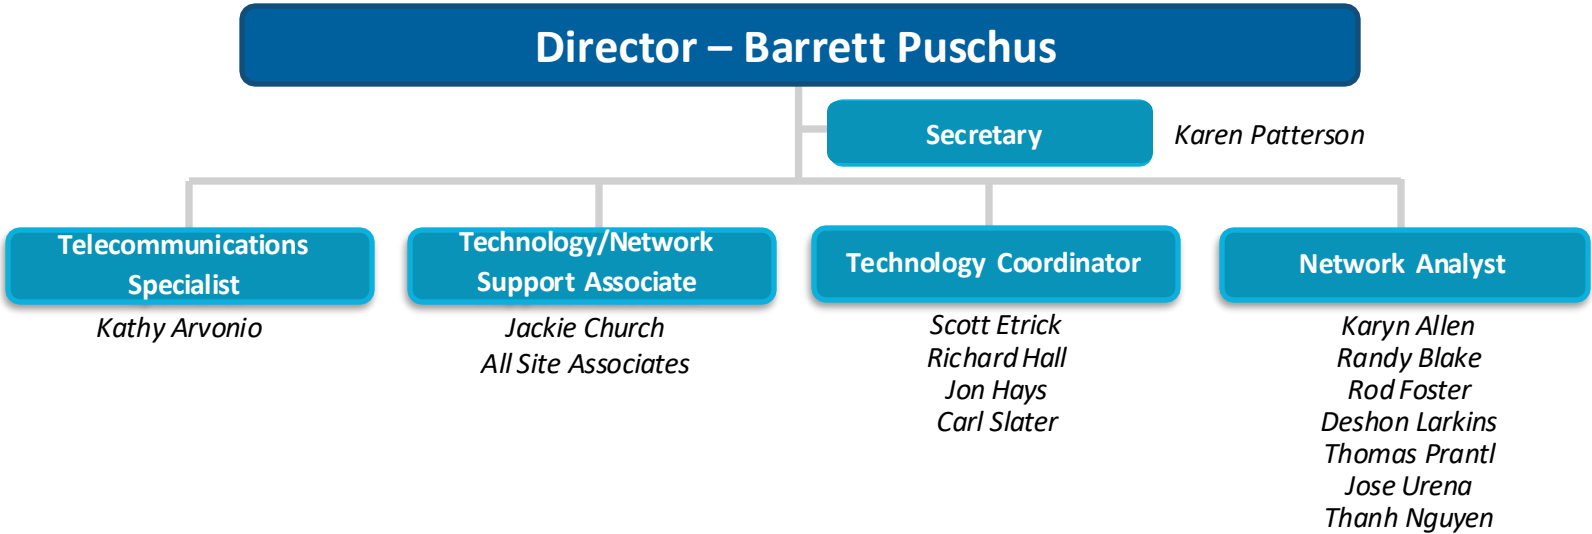 Director – Barrett Puschus
Secretary
Karen Patterson
Telecommunications
Specialist
Kathy Arvonio
Technology/Network
Support Associate
Jackie Church
All Site Associates
Technology Coordinator
Scott Etrick
Richard Hall
Jon Hays
Carl Slater
Network Analyst
Karyn Allen
Randy Blake
Rod Foster
Deshon Larkins
Thomas Prantl
Jose Urena
Thanh Nguyen